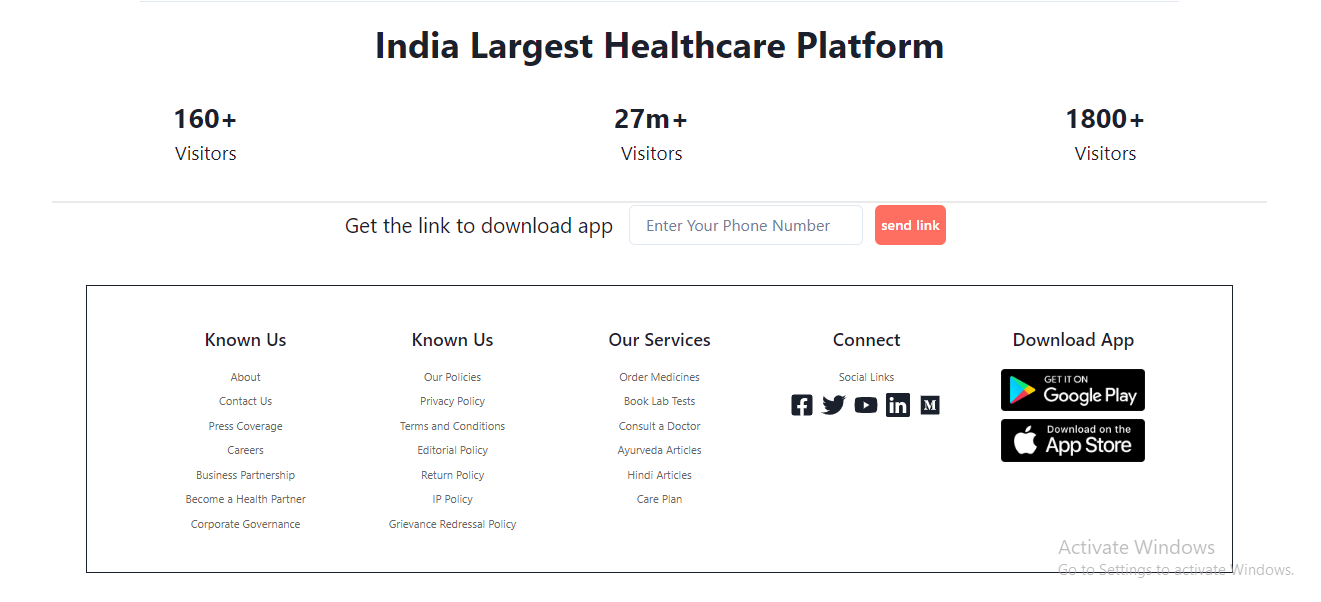 India Largest Healthcare Platform
160+
Visitors
27m+
Visitors
1800+
Visitors
Get the link to download app
Enter Your Phone Number
send link
Known Us
About
Contact Us
Press Coverage
Careers
Business Partnership
Become a Health Partner
Corporate Governance
Known Us
Our Policies
Privacy Policy
Terms and Conditions
Editorial Policy
Return Policy
IP Policy
Grievance Redressal Policy
Our Services
Order Medicines
Book Lab Tests
Consult a Doctor
Ayurveda Articles
Hindi Articles
Care Plan
Connect
Social Links
Download App
GET IT ON
Google Play
Download on the
App Store
Activate Windows
Go to Settings to activate Windows.